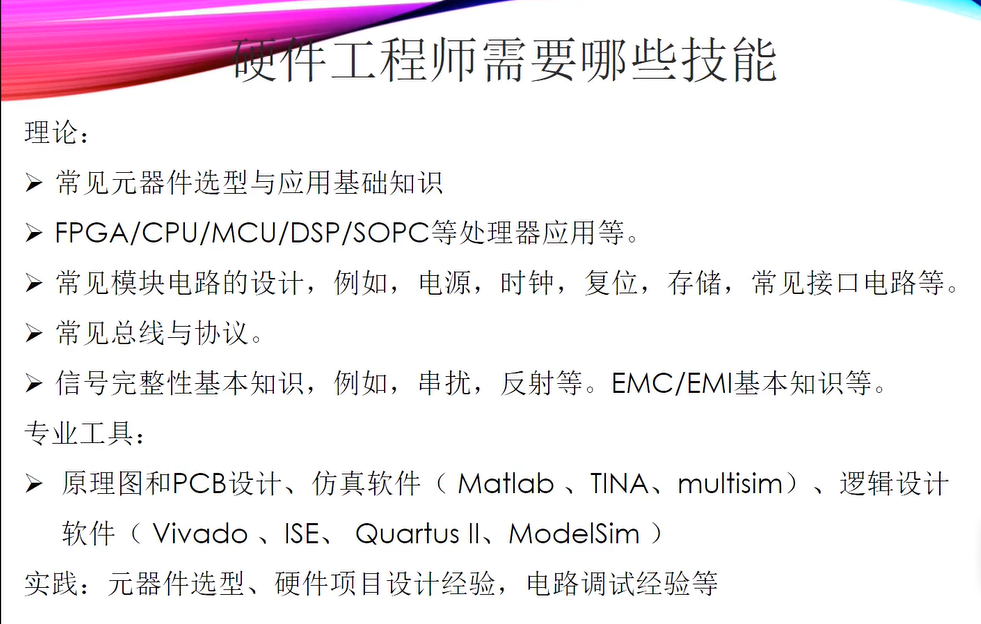 硬件工程师需要哪些技能
理论：
➢ 常见元器件选型与应用基础知识
➢ FPGA/CPU/MCU/DSP/SOPC等处理器应用等。
➢ 常见模块电路的设计，例如，电源，时钟，复位，存储，常见接口电路等。
➢ 常见总线与协议。
➢ 信号完整性基本知识，例如，串扰，反射等。EMC/EMI基本知识等。
专业工具：
➢ 原理图和PCB设计、仿真软件（ Matlab 、TINA、multisim）、逻辑设计
软件（ Vivado 、ISE、 Quartus II、ModelSim ）
实践：元器件选型、硬件项目设计经验，电路调试经验等